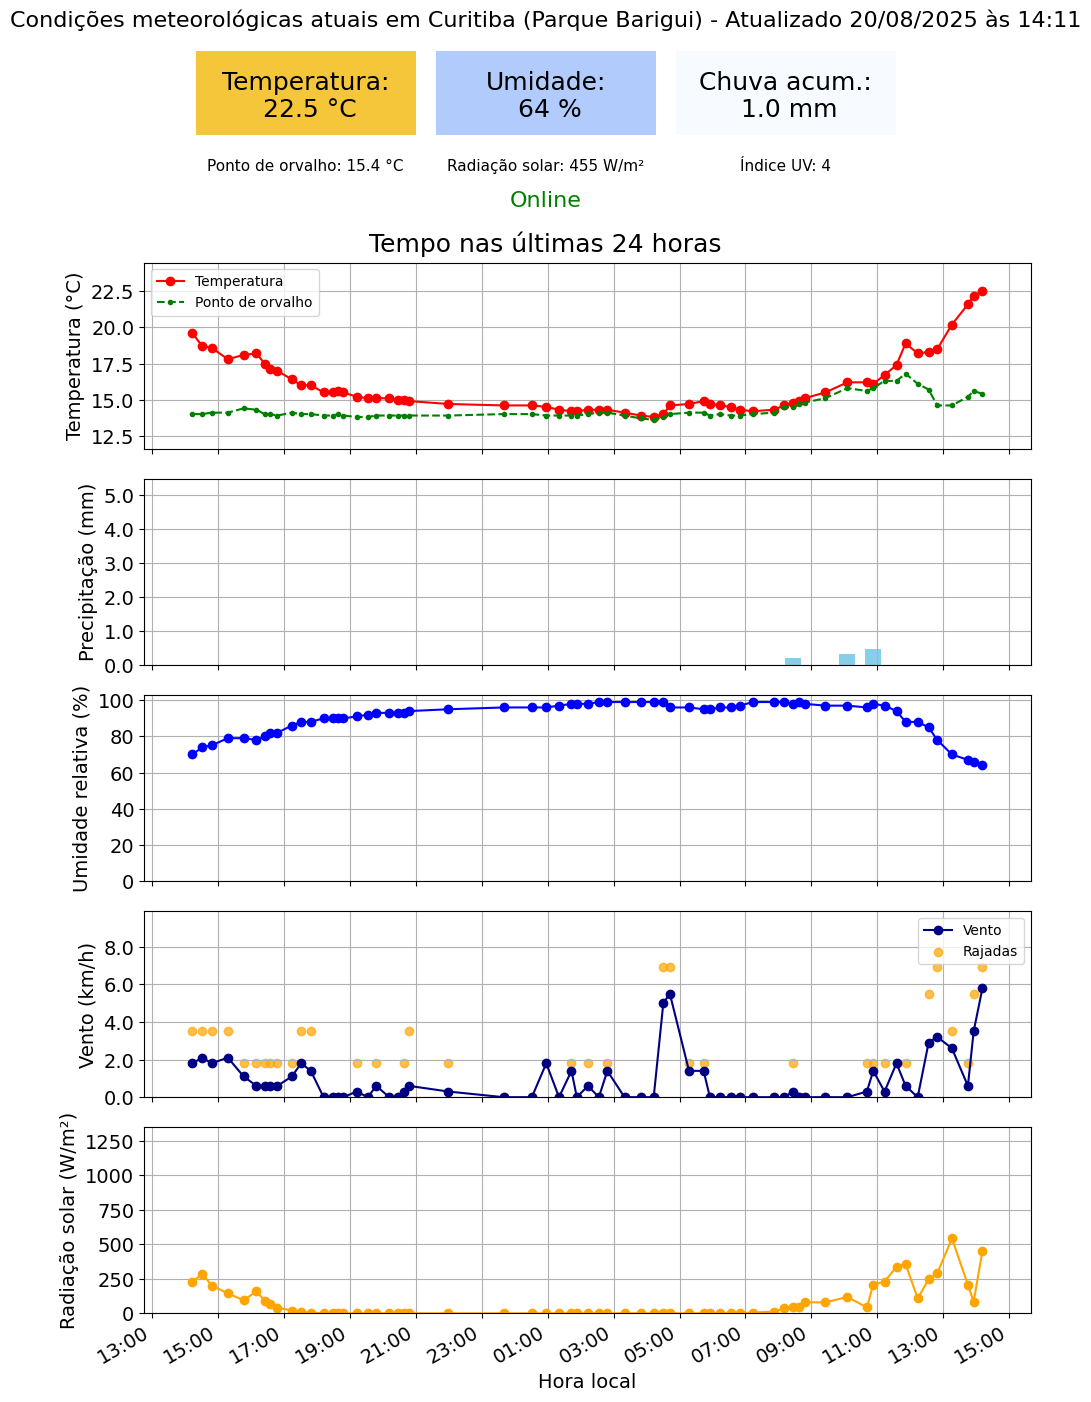 Condições meteorológicas atuais em Curitiba (Parque Barigui) - Atualizado 20/08/2025 às 14:11
Temperatura:
22.5 °C
Umidade:
64 %
Chuva acum.:
1.0 mm
Ponto de orvalho: 15.4 °C
Radiação solar: 455 W/m²
Índice UV: 4
Online
Tempo nas últimas 24 horas
Temperatura (°C)
22.5
20.0
17.5
15.0
12.5
Temperatura
Ponto de orvalho
Precipitação (mm)
5.0
4.0
3.0
2.0
1.0
0.0
Umidade relativa (%)
100
80
60
40
20
0
Vento (km/h)
8.0
6.0
4.0
2.0
0.0
Vento
Rajadas
Radiação solar (W/m²)
1250
1000
750
500
250
0
13:00
15:00
17:00
19:00
21:00
23:00
01:00
03:00
05:00
07:00
09:00
11:00
13:00
15:00
Hora local